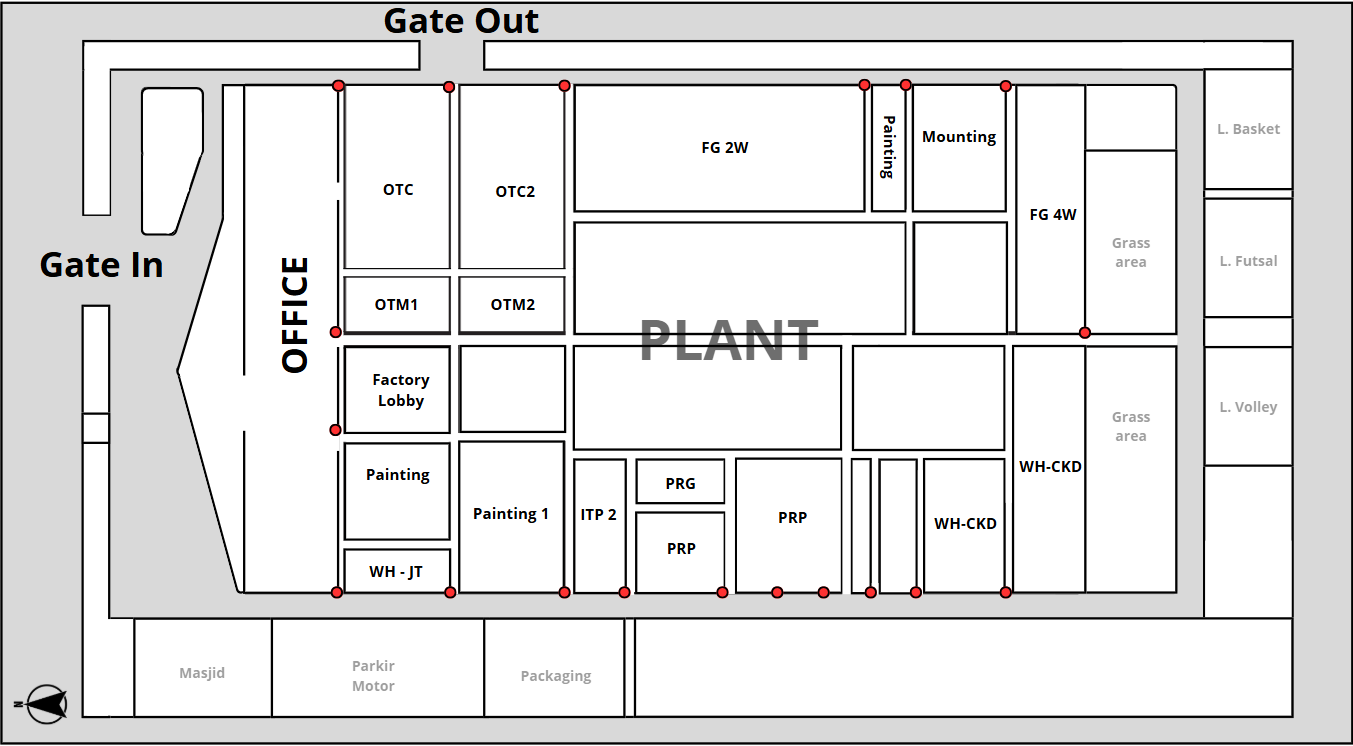 Gate Out
Gate In
OFFICE
PLANT
OTC
OTC2
FG 2W
Painting
Mounting
FG 4W
L. Basket
Grass
area
L. Futsal
OTM1
OTM2
Factory
Lobby
Grass
area
L. Volley
Painting
Painting 1
ITP 2
PRG
PRP
PRP
WH-CKD
WH-CKD
WH - JT
Masjid
Parkir
Motor
Packaging
N